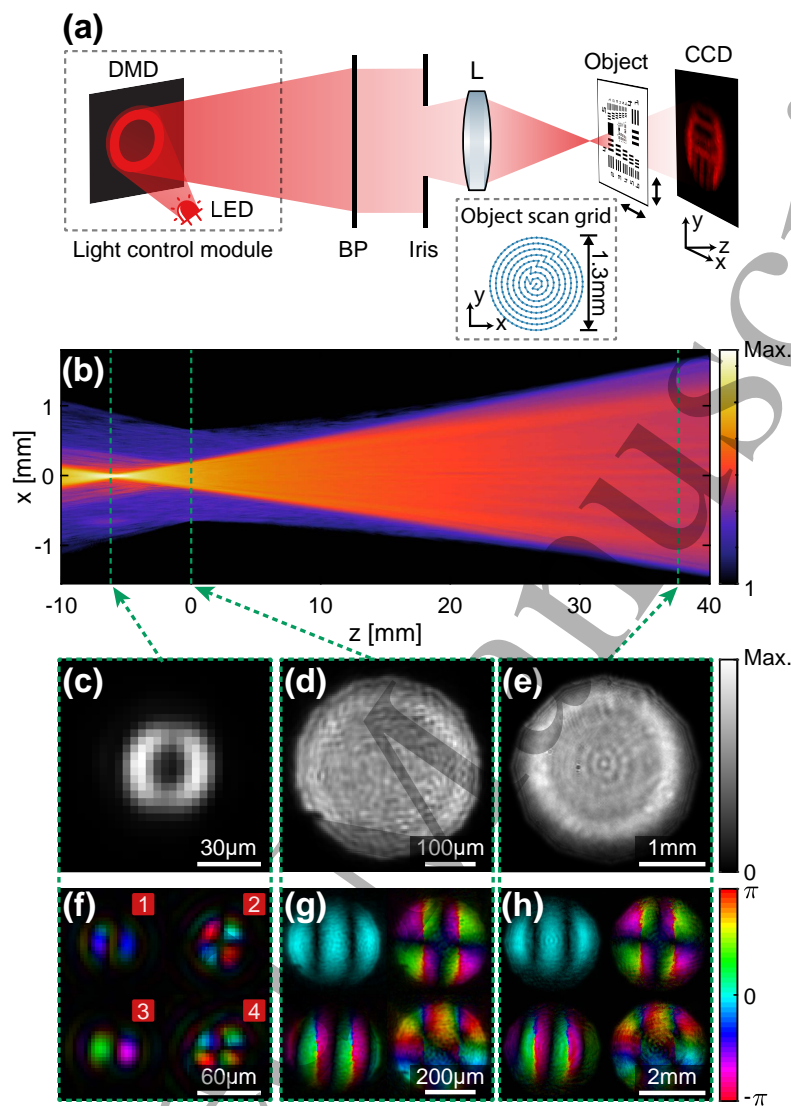 (a)
DMD
LED
Light control module
BP
Iris
L
Object
CCD
y
z
x
Object scan grid
y
x
1.3mm
(b)
x [mm]
1
0
-1
-10
0
10
20
30
40
z [mm]
Max.
1
(c)
30µm
(d)
100µm
(e)
1mm
Max.
0
(f)
1
2
3
4
60µm
(g)
200µm
(h)
2mm
π
0
-π